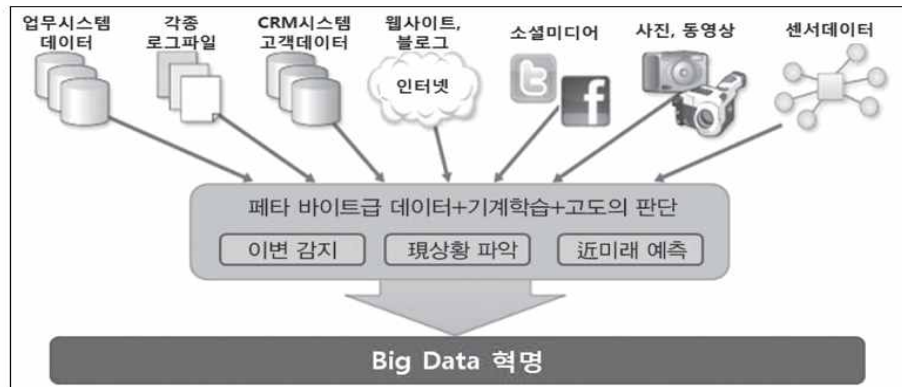 업무시스템
데이터
각종
로그파일
CRM시스템
고객데이터
웹사이트,
블로그
인터넷
소셜미디어
사진, 동영상
센서데이터
페타 바이트급 데이터+기계학습+고도의 판단
이변 감지
現상황 파악
近미래 예측
Big Data 혁명